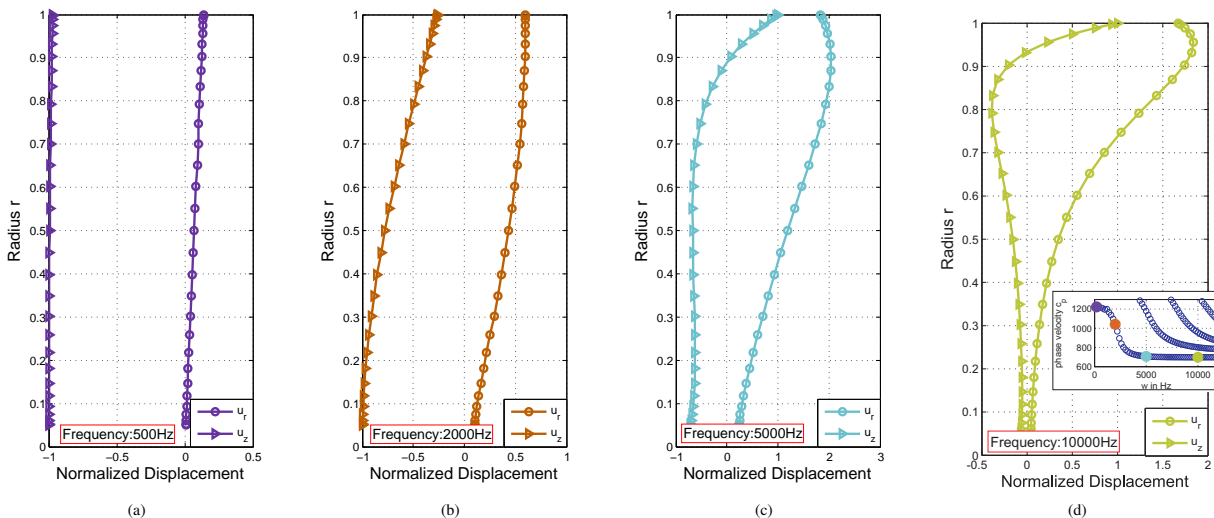 1
0.9
0.8
0.7
0.6
0.5
0.4
0.3
0.2
0.1
0
Radius r
−1 −0.5 0 0.5
Normalized Displacement
Frequency:500Hz
u_r
u_z
(a)
1
0.9
0.8
0.7
0.6
0.5
0.4
0.3
0.2
0.1
0
Radius r
−1 −0.5 0 0.5 1
Normalized Displacement
Frequency:2000Hz
u_r
u_z
(b)
1
0.9
0.8
0.7
0.6
0.5
0.4
0.3
0.2
0.1
0
Radius r
−1 0 1 2 3
Normalized Displacement
Frequency:5000Hz
u_r
u_z
(c)
1
0.9
0.8
0.7
0.6
0.5
0.4
0.3
0.2
0.1
0
Radius r
-0.5 0 0.5 1 1.5 2
Normalized Displacement
Frequency:10000Hz
u_r
u_z
phase velocity c_p
1200
1000
800
600
0 5000 10000
w in Hz
(d)